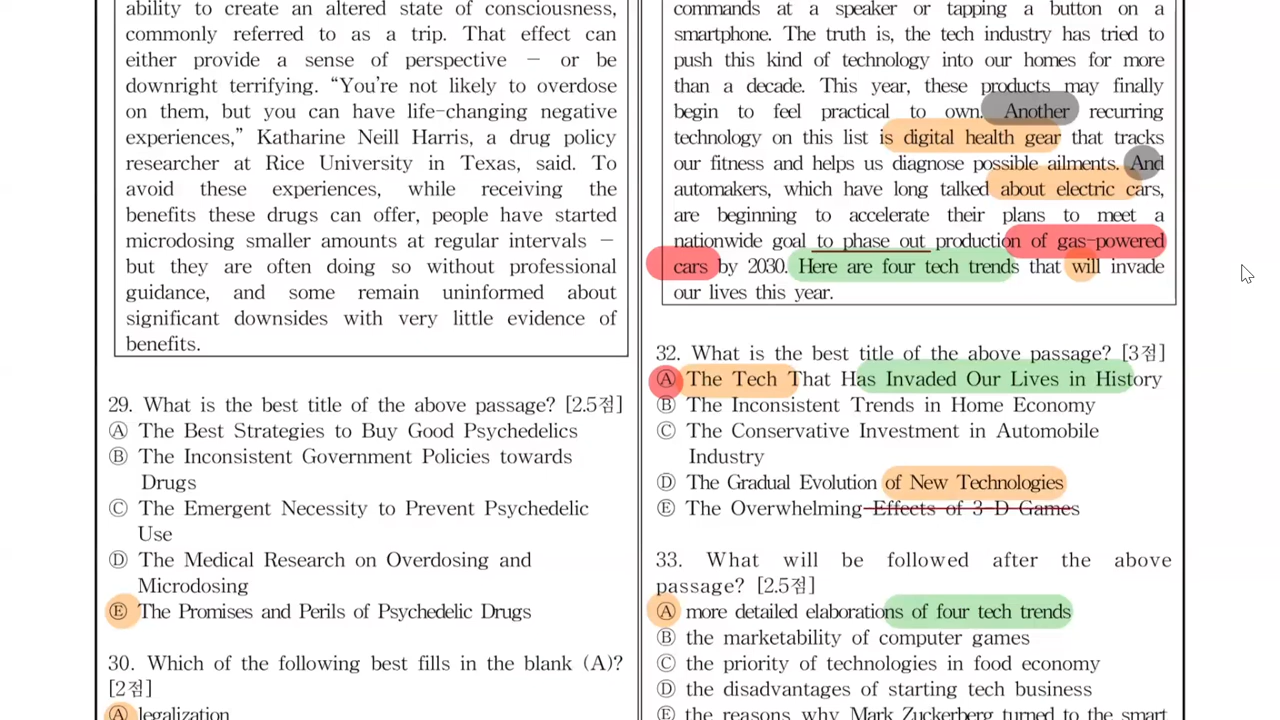 ability to create an altered state of consciousness,
commonly referred to as a trip. That effect can
either provide a sense of perspective — or be
downright terrifying. “You're not likely to overdose
on them, but you can have life-changing negative
experiences,” Katharine Neill Harris, a drug policy
researcher at Rice University in Texas, said. To
avoid these experiences, while receiving the
benefits these drugs can offer, people have started
microdosing smaller amounts at regular intervals —
but they are often doing so without professional
guidance, and some remain uninformed about
significant downsides with very little evidence of
benefits.
29. What is the best title of the above passage? [2.5점]
Ⓐ The Best Strategies to Buy Good Psychedelics
Ⓑ The Inconsistent Government Policies towards
Drugs
Ⓒ The Emergent Necessity to Prevent Psychedelic
Use
Ⓓ The Medical Research on Overdosing and
Microdosing
Ⓔ The Promises and Perils of Psychedelic Drugs
30. Which of the following best fills in the blank (A)?
[2점]
Ⓐ legalization
commands at a speaker or tapping a button on a
smartphone. The truth is, the tech industry has tried to
push this kind of technology into our homes for more
than a decade. This year, these products may finally
begin to feel practical to own. Another recurring
technology on this list is digital health gear that tracks
our fitness and helps us diagnose possible ailments. And
automakers, which have long talked about electric cars,
are beginning to accelerate their plans to meet a
nationwide goal to phase out production of gas-powered
cars by 2030. Here are four tech trends that will invade
our lives this year.
32. What is the best title of the above passage? [3점]
Ⓐ The Tech That Has Invaded Our Lives in History
Ⓑ The Inconsistent Trends in Home Economy
Ⓒ The Conservative Investment in Automobile
Industry
Ⓓ The Gradual Evolution of New Technologies
Ⓔ The Overwhelming Effects of 3-D Games
33. What will be followed after the above
passage? [2.5점]
Ⓐ more detailed elaborations of four tech trends
Ⓑ the marketability of computer games
Ⓒ the priority of technologies in food economy
Ⓓ the disadvantages of starting tech business
Ⓔ the reasons why Mark Zuckerberg turned to the smart